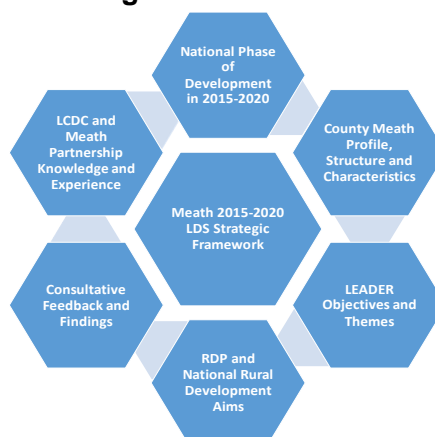 National Phase
of
Development
in 2015-2020
LCDC and
Meath
Partnership
Knowledge and
Experience
County Meath
Profile,
Structure and
Characteristics
Meath 2015-2020
LDS Strategic
Framework
Consultative
Feedback and
Findings
LEADER
Objectives and
Themes
RDP and
National Rural
Development
Aims